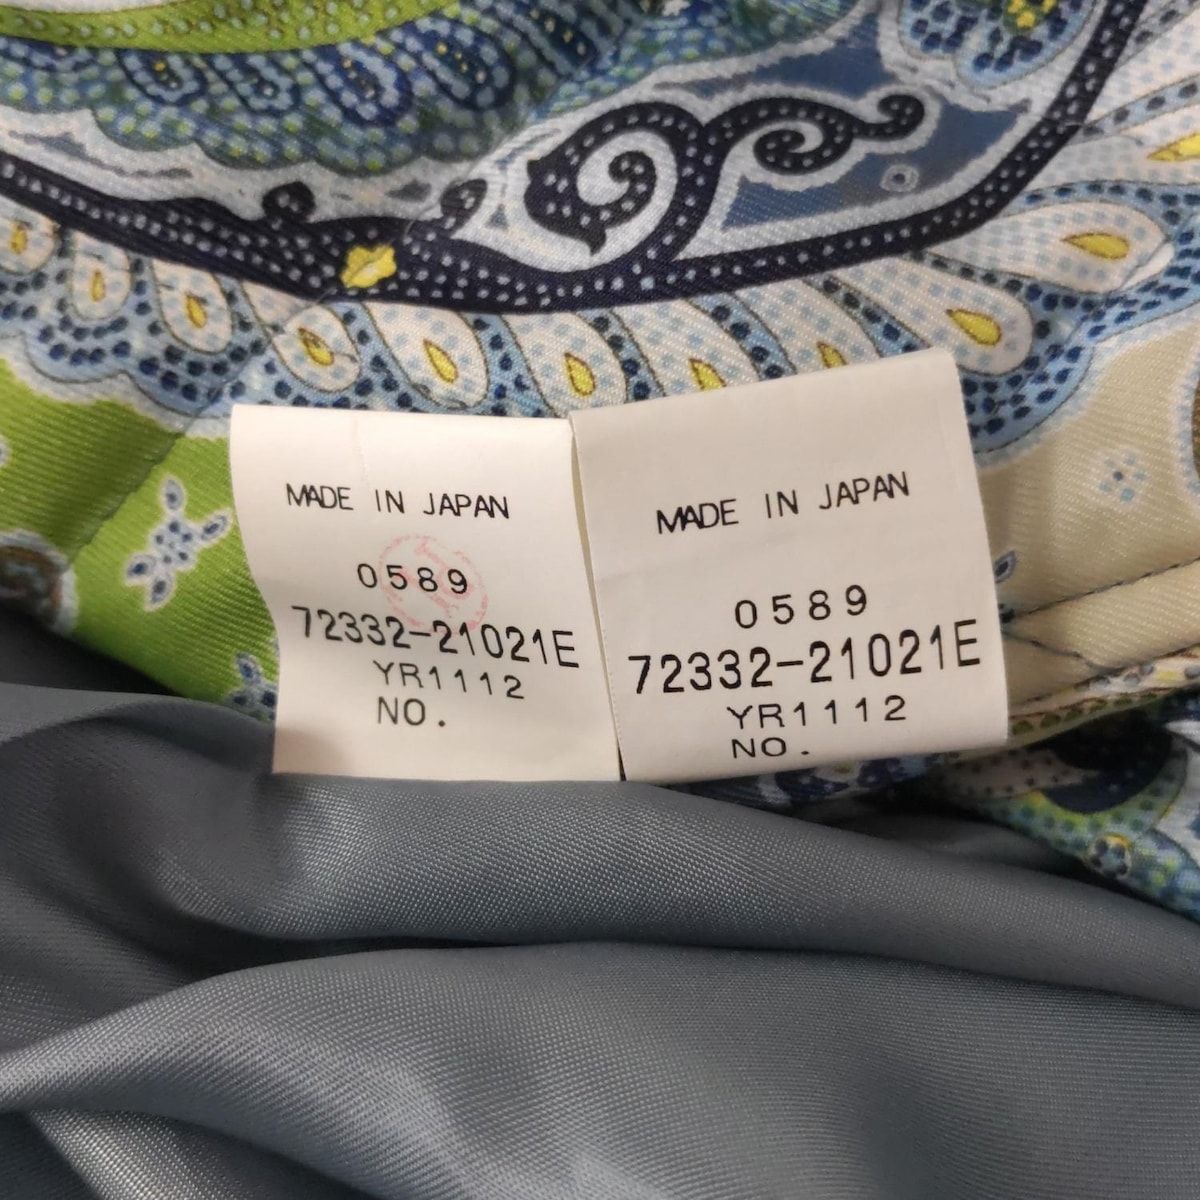 MADE IN JAPAN
0589
72332-21021E
YR1112
NO.
MADE IN JAPAN
0589
72332-21021E
YR1112
NO.